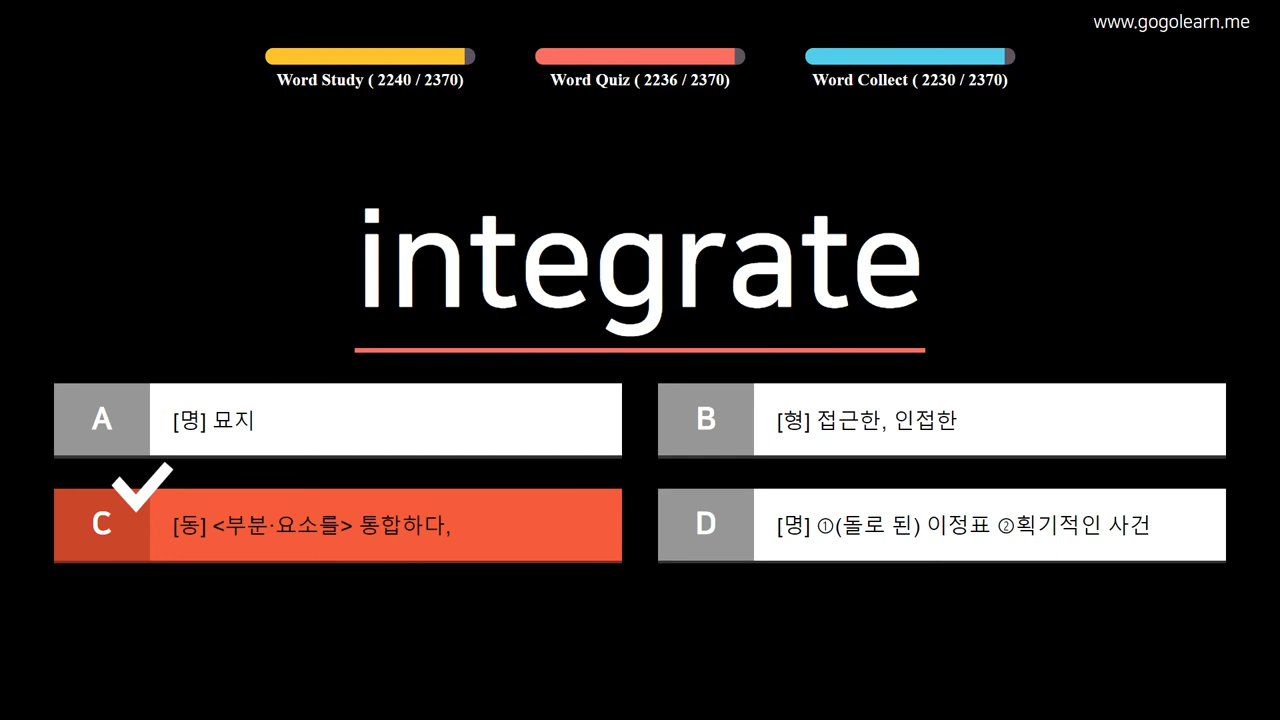 www.gogolearn.me
Word Study ( 2240 / 2370)
Word Quiz ( 2236 / 2370)
Word Collect ( 2230 / 2370)
integrate
A [명] 묘지
B [형] 접근한, 인접한
C [동] <부분·요소를> 통합하다,
D [명] ①(돌로 된) 이정표 ②획기적인 사건